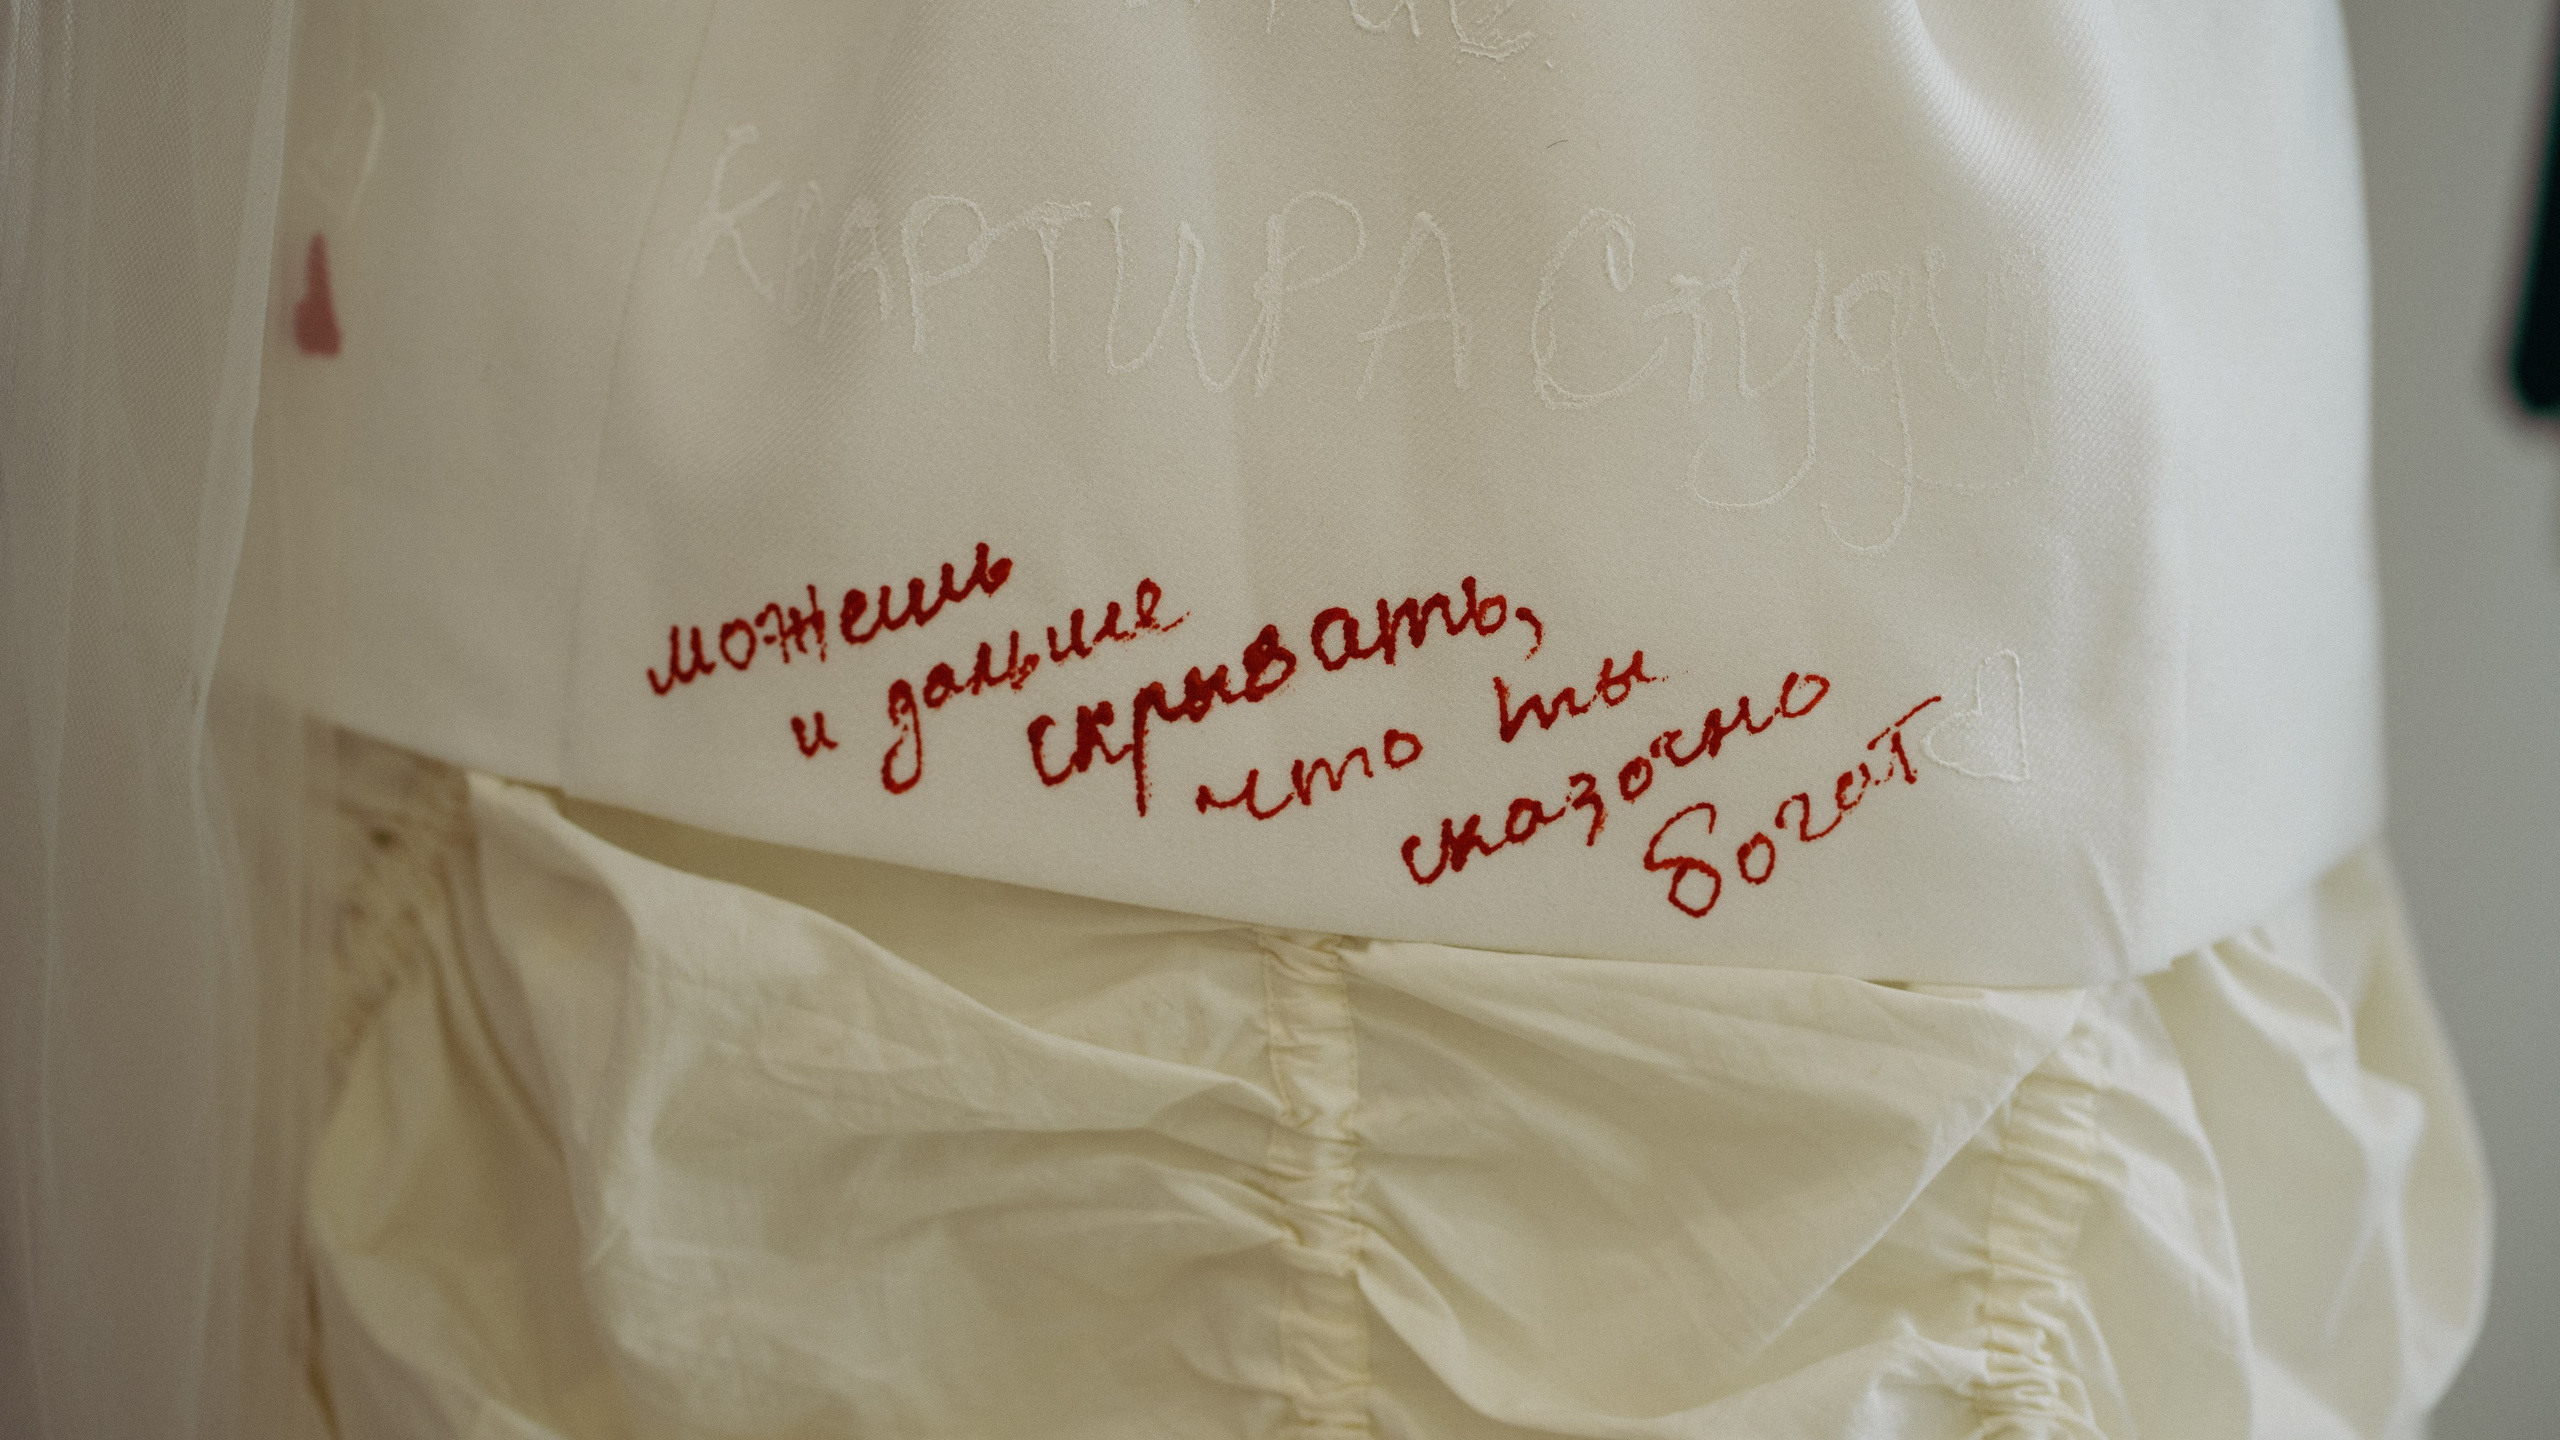 КВАРТИРА Студия
можешь
и дальше
скрывать,
что ты
сказочно
богат